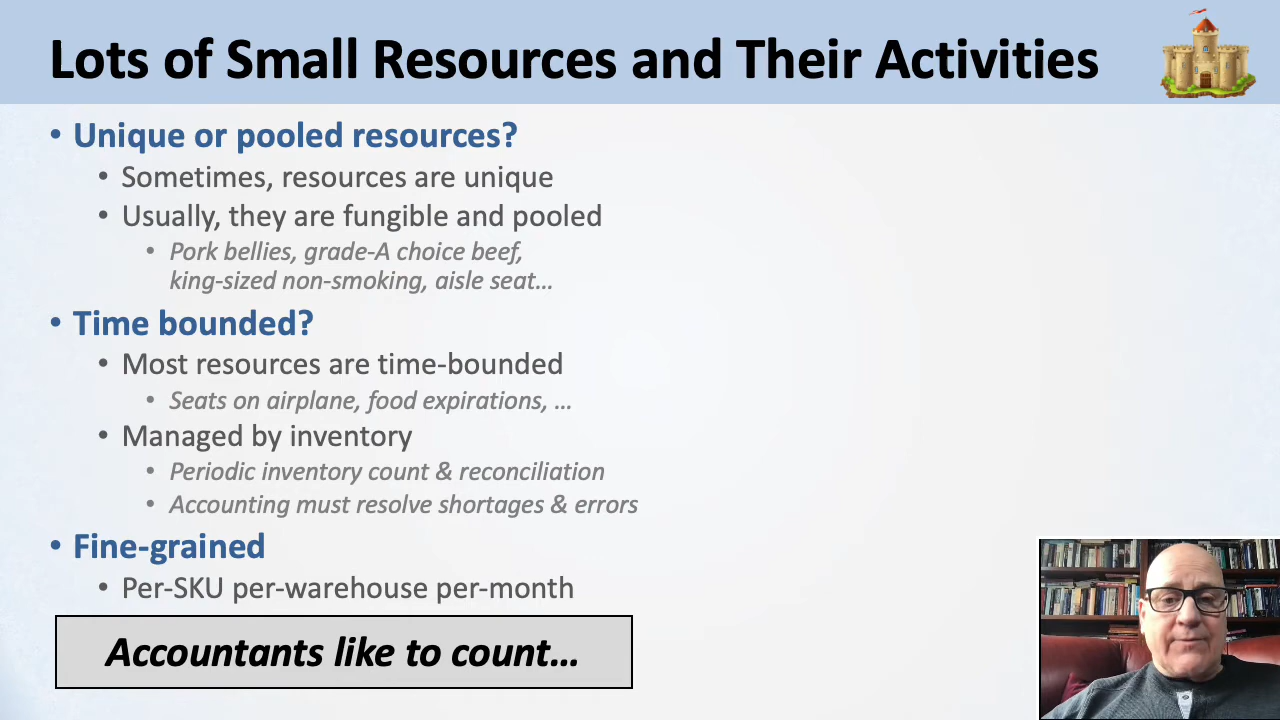 Lots of Small Resources and Their Activities
• Unique or pooled resources?
• Sometimes, resources are unique
• Usually, they are fungible and pooled
• Pork bellies, grade-A choice beef,
king-sized non-smoking, aisle seat...
• Time bounded?
• Most resources are time-bounded
• Seats on airplane, food expirations, ...
• Managed by inventory
• Periodic inventory count & reconciliation
• Accounting must resolve shortages & errors
• Fine-grained
• Per-SKU per-warehouse per-month
Accountants like to count...